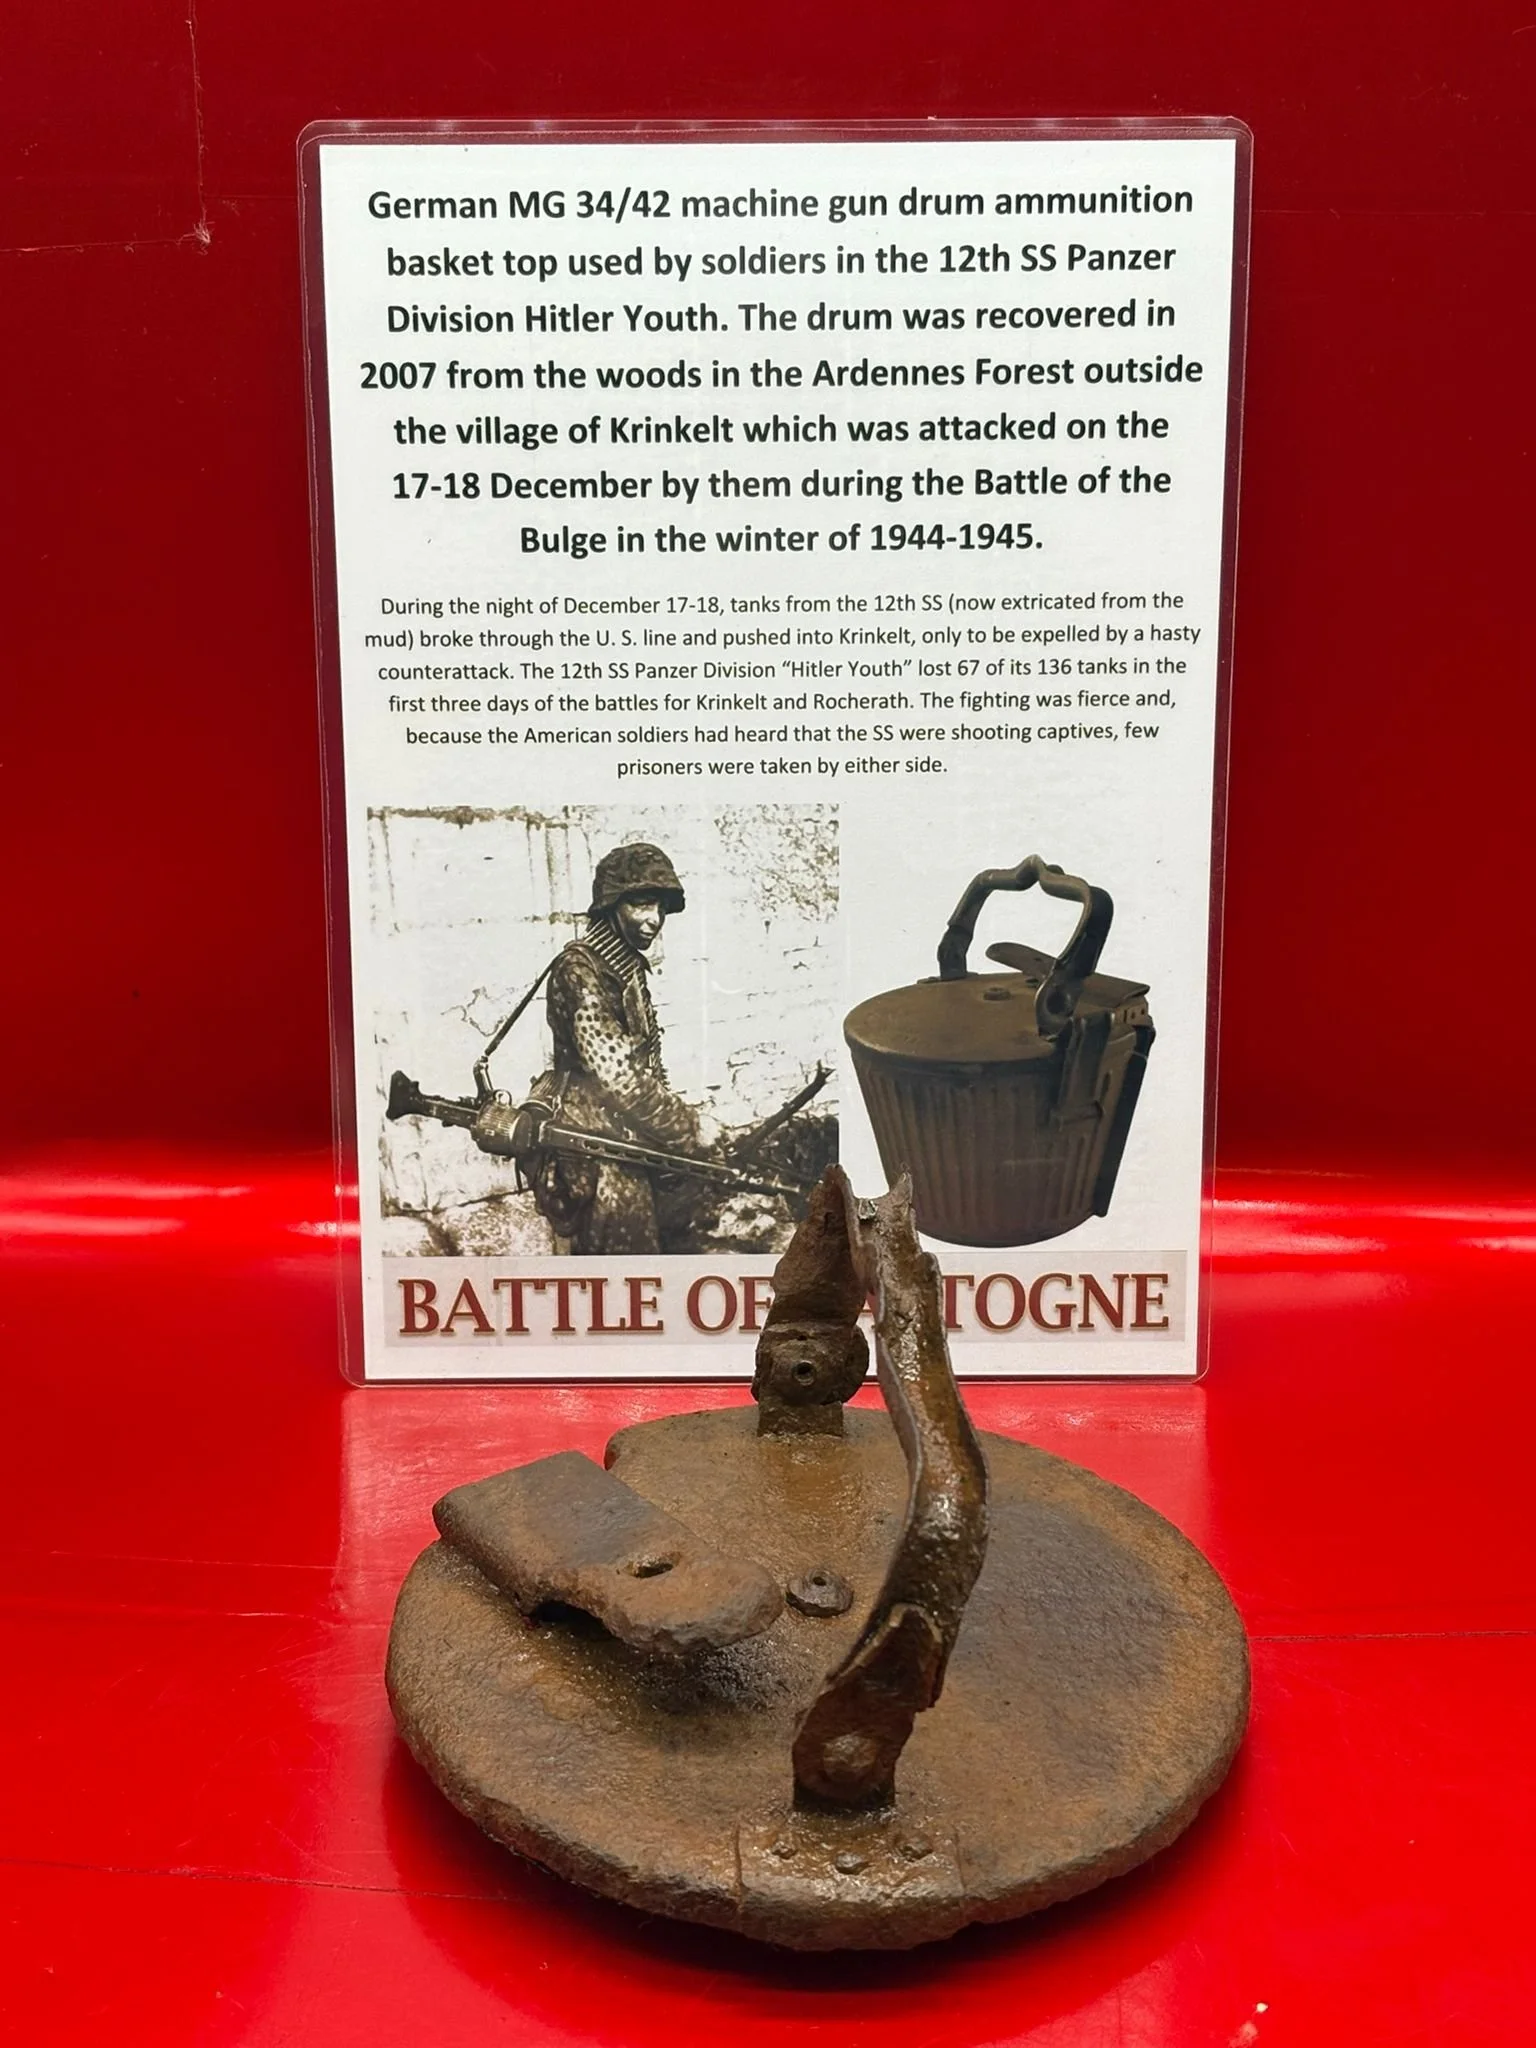 German MG 34/42 machine gun drum ammunition
basket top used by soldiers in the 12th SS Panzer
Division Hitler Youth. The drum was recovered in
2007 from the woods in the Ardennes Forest outside
the village of Krinkelt which was attacked on the
17-18 December by them during the Battle of the
Bulge in the winter of 1944-1945.
During the night of December 17-18, tanks from the 12th SS (now extricated from the
mud) broke through the U. S. line and pushed into Krinkelt, only to be expelled by a hasty
counterattack. The 12th SS Panzer Division “Hitler Youth” lost 67 of its 136 tanks in the
first three days of the battles for Krinkelt and Rocherath. The fighting was fierce and,
because the American soldiers had heard that the SS were shooting captives, few
prisoners were taken by either side.
BATTLE OF